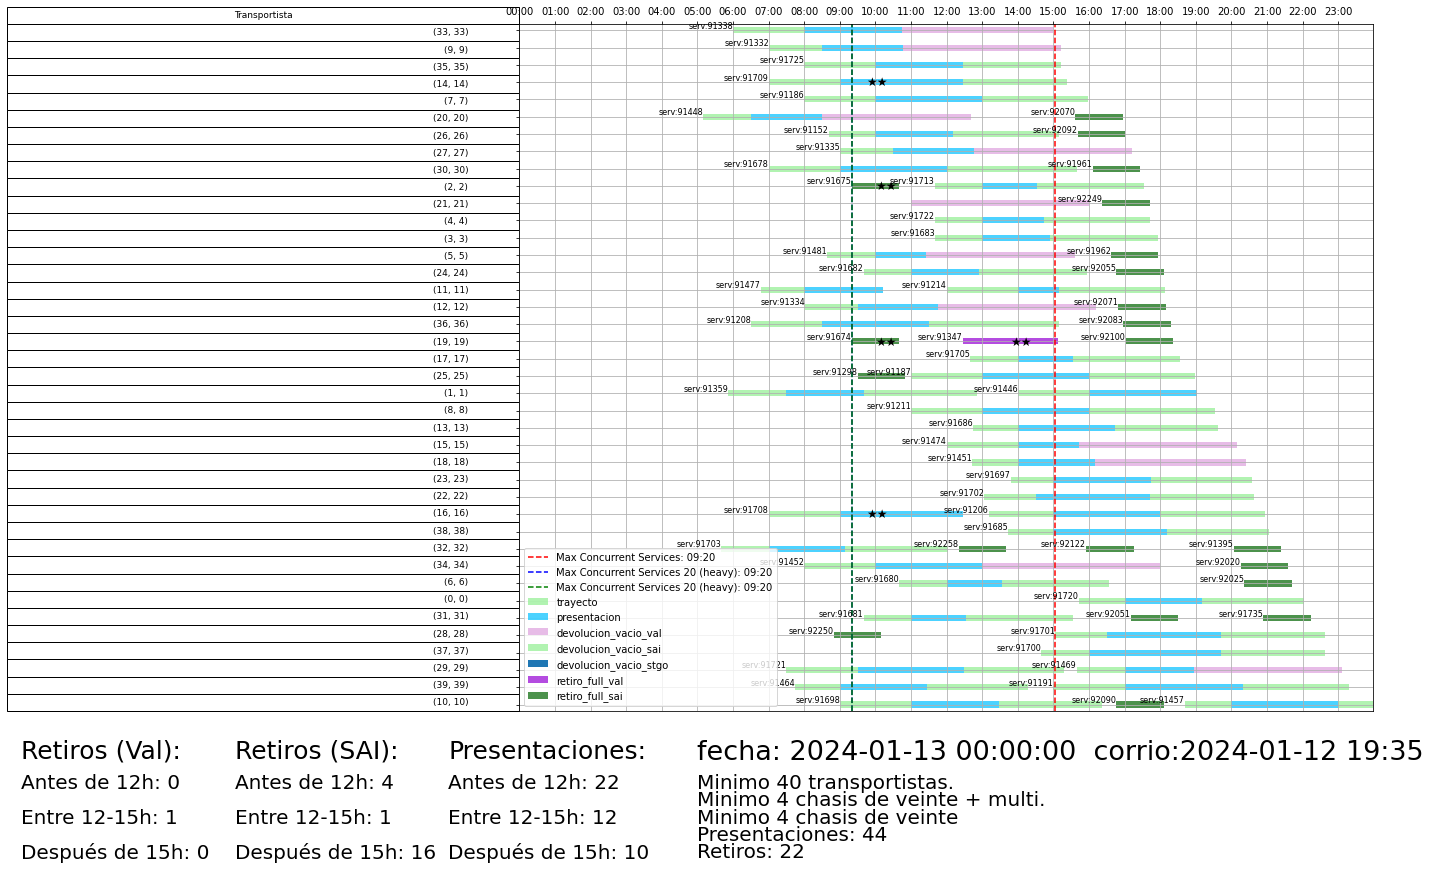 Transportista 00:00 01:00 02:00 03:00 04:00 05:00 06:00 07:00 08:00 09:00 10:00 11:00 12:00 13:00 14:00 15:00 16:00 17:00 18:00 19:00 20:00 21:00 22:00 23:00
(33, 33) serv:91338
(9, 9) serv:91332
(35, 35) serv:91725
(14, 14) serv:91709
(7, 7) serv:91186
(20, 20) serv:91448 serv:92070
(26, 26) serv:91152 serv:92092
(27, 27) serv:91335
(30, 30) serv:91678 serv:91961
(2, 2) serv:91675 serv:91713
(21, 21) serv:92249
(4, 4) serv:91722
(3, 3) serv:91683
(5, 5) serv:91481 serv:91962
(24, 24) serv:91682 serv:92055
(11, 11) serv:91477 serv:91214
(12, 12) serv:91334 serv:92071
(36, 36) serv:91208 serv:92083
(19, 19) serv:91674 serv:91347 serv:92100
(17, 17) serv:91705
(25, 25) serv:91298 serv:91187
(1, 1) serv:91359 serv:91446
(8, 8) serv:91211
(13, 13) serv:91686
(15, 15) serv:91474
(18, 18) serv:91451
(23, 23) serv:91697
(22, 22) serv:91702
(16, 16) serv:91708 serv:91206
(38, 38) serv:91685
(32, 32) serv:91703 serv:92258 serv:92122 serv:91395
(34, 34) serv:91452 serv:92020
(6, 6) serv:91680 serv:92025
(0, 0) serv:91720
(31, 31) serv:91681 serv:92051 serv:91735
(28, 28) serv:92250 serv:91701
(37, 37) serv:91700
(29, 29) serv:91721 serv:91469
(39, 39) serv:91464 serv:91191
(10, 10) serv:91698 serv:92090 serv:91457
Max Concurrent Services: 09:20
Max Concurrent Services 20 (heavy): 09:20
Max Concurrent Services 20 (heavy): 09:20
trayecto
presentacion
devolucion_vacio_val
devolucion_vacio_sai
devolucion_vacio_stgo
retiro_full_val
retiro_full_sai
Retiros (Val):
Antes de 12h: 0
Entre 12-15h: 1
Después de 15h: 0
Retiros (SAI):
Antes de 12h: 4
Entre 12-15h: 1
Después de 15h: 16
Presentaciones:
Antes de 12h: 22
Entre 12-15h: 12
Después de 15h: 10
fecha: 2024-01-13 00:00:00 corrio:2024-01-12 19:35
Minimo 40 transportistas.
Minimo 4 chasis de veinte + multi.
Minimo 4 chasis de veinte
Presentaciones: 44
Retiros: 22